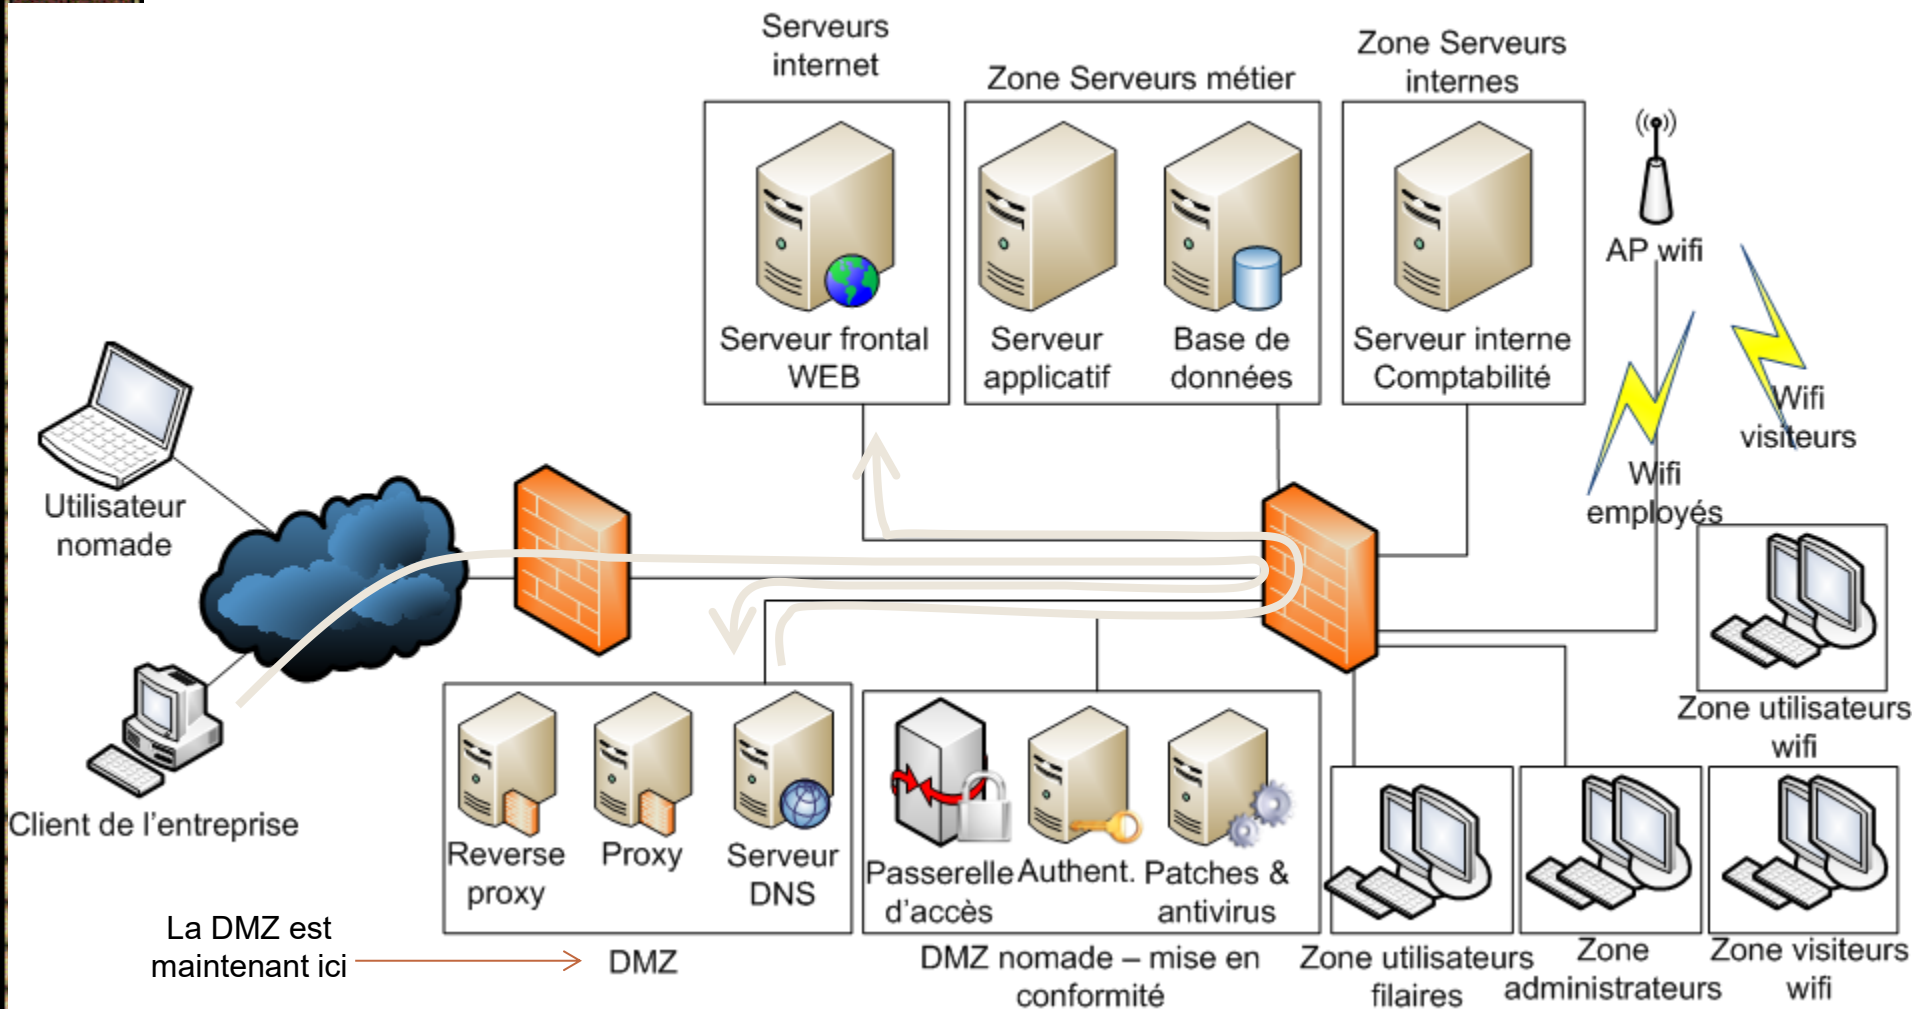 Serveurs
internet
Zone Serveurs métier
Zone Serveurs
internes
Serveur frontal
WEB
Serveur
applicatif
Base de
données
Serveur interne
Comptabilité
AP wifi
Wifi
visiteurs
Wifi
employés
Utilisateur
nomade
Client de l'entreprise
Reverse
proxy
Proxy
Serveur
DNS
Passerelle
d'accès
Authent.
Patches &
antivirus
Zone utilisateurs
wifi
La DMZ est
maintenant ici
DMZ
DMZ nomade – mise en
conformité
Zone utilisateurs
filaires
Zone
administrateurs
Zone visiteurs
wifi